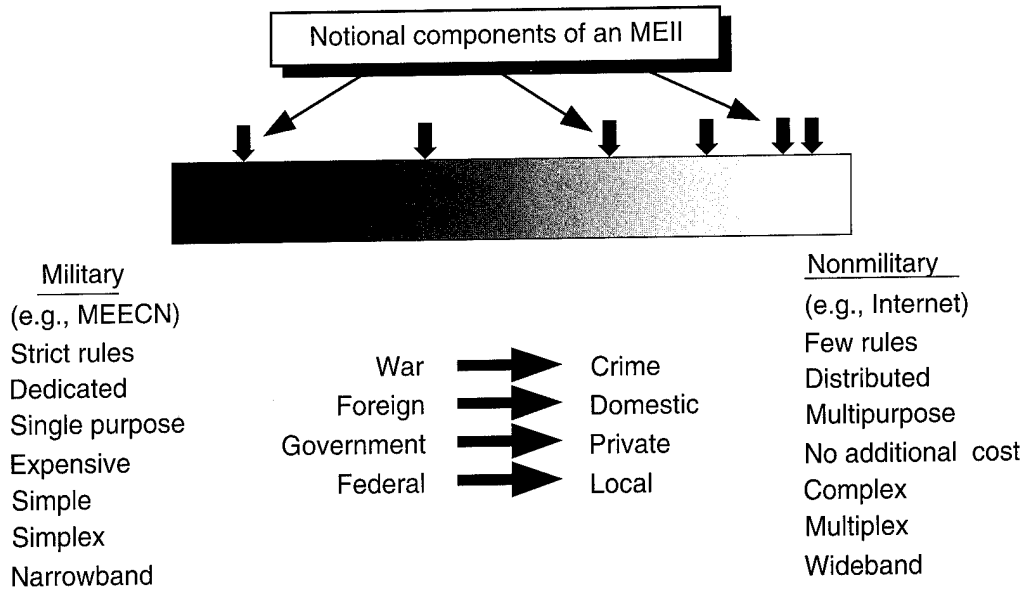 Notional components of an MEII
Military
(e.g., MEECN)
Strict rules
Dedicated
Single purpose
Expensive
Simple
Simplex
Narrowband
War Crime
Foreign Domestic
Government Private
Federal Local
Nonmilitary
(e.g., Internet)
Few rules
Distributed
Multipurpose
No additional cost
Complex
Multiplex
Wideband